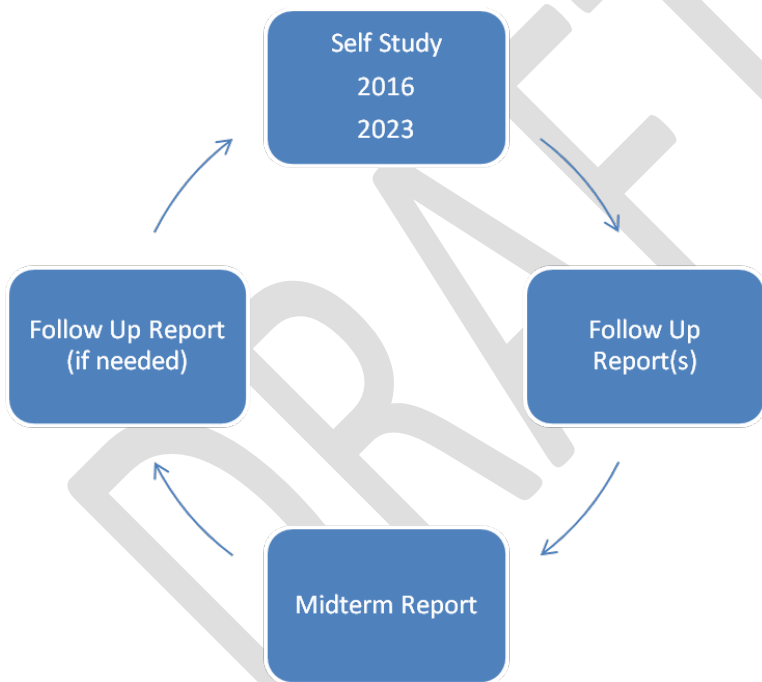 Self Study
2016
2023
Follow Up
Report(s)
Midterm Report
Follow Up Report
(if needed)
DRAFT